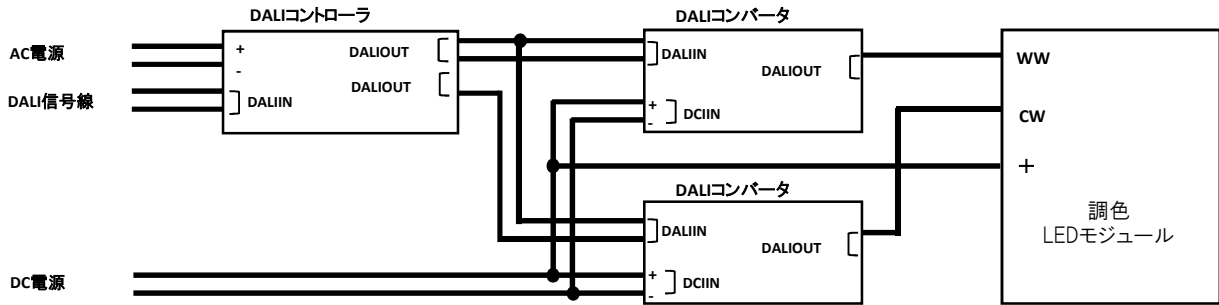 DALIコントローラ
AC電源
DALI信号線
+
-
DALIIN
DALIOUT
DALIOUT
DALIコンバータ
DALIIN
DALIOUT
+
-
DCIIN
DALIコンバータ
DALIIN
DALIOUT
+
-
DCIIN
DC電源
WW
CW
+
調色
LEDモジュール